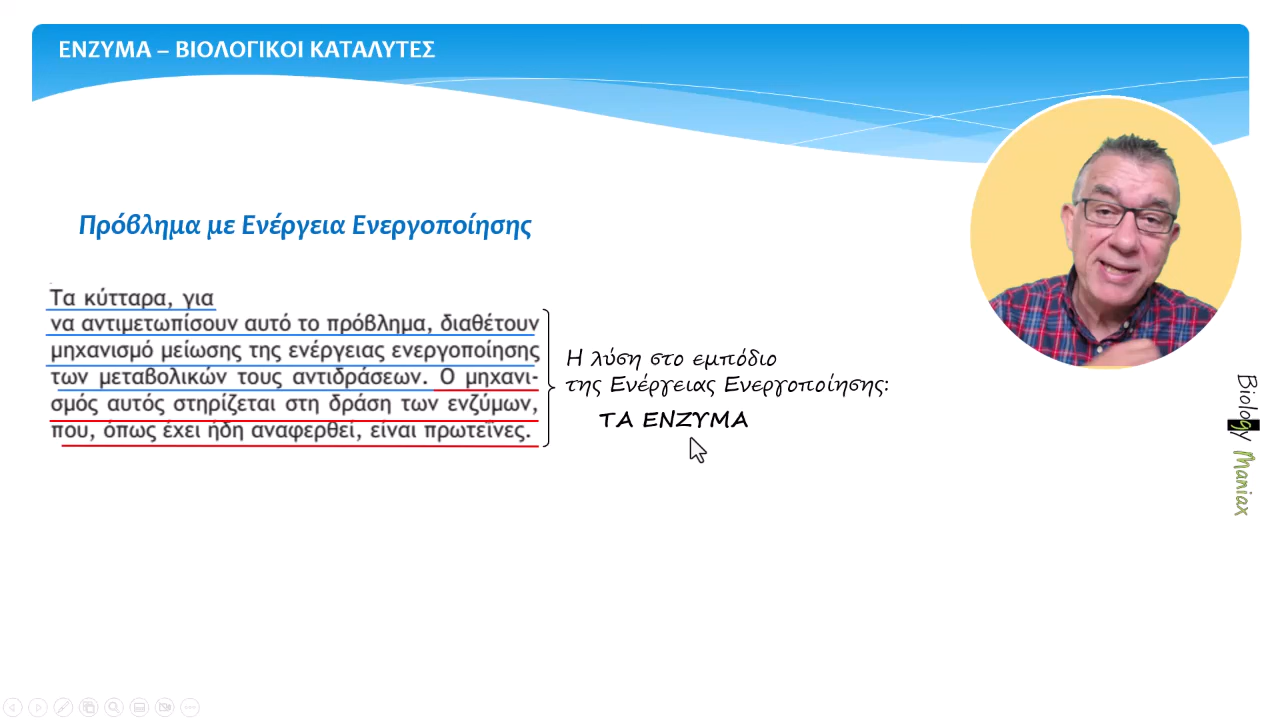 ΕΝΖΥΜΑ – ΒΙΟΛΟΓΙΚΟΙ ΚΑΤΑΛΥΤΕΣ
Πρόβλημα με Ενέργεια Ενεργοποίησης
Τα κύτταρα, για
να αντιμετωπίσουν αυτό το πρόβλημα, διαθέτουν
μηχανισμό μείωσης της ενέργειας ενεργοποίησης
των μεταβολικών τους αντιδράσεων. Ο μηχανι-
σμός αυτός στηρίζεται στη δράση των ενζύμων,
που, όπως έχει ήδη αναφερθεί, είναι πρωτεΐνες.
Η λύση στο εμπόδιο
της Ενέργειας Ενεργοποίησης:
ΤΑ ΕΝΖΥΜΑ
Biology Maniax